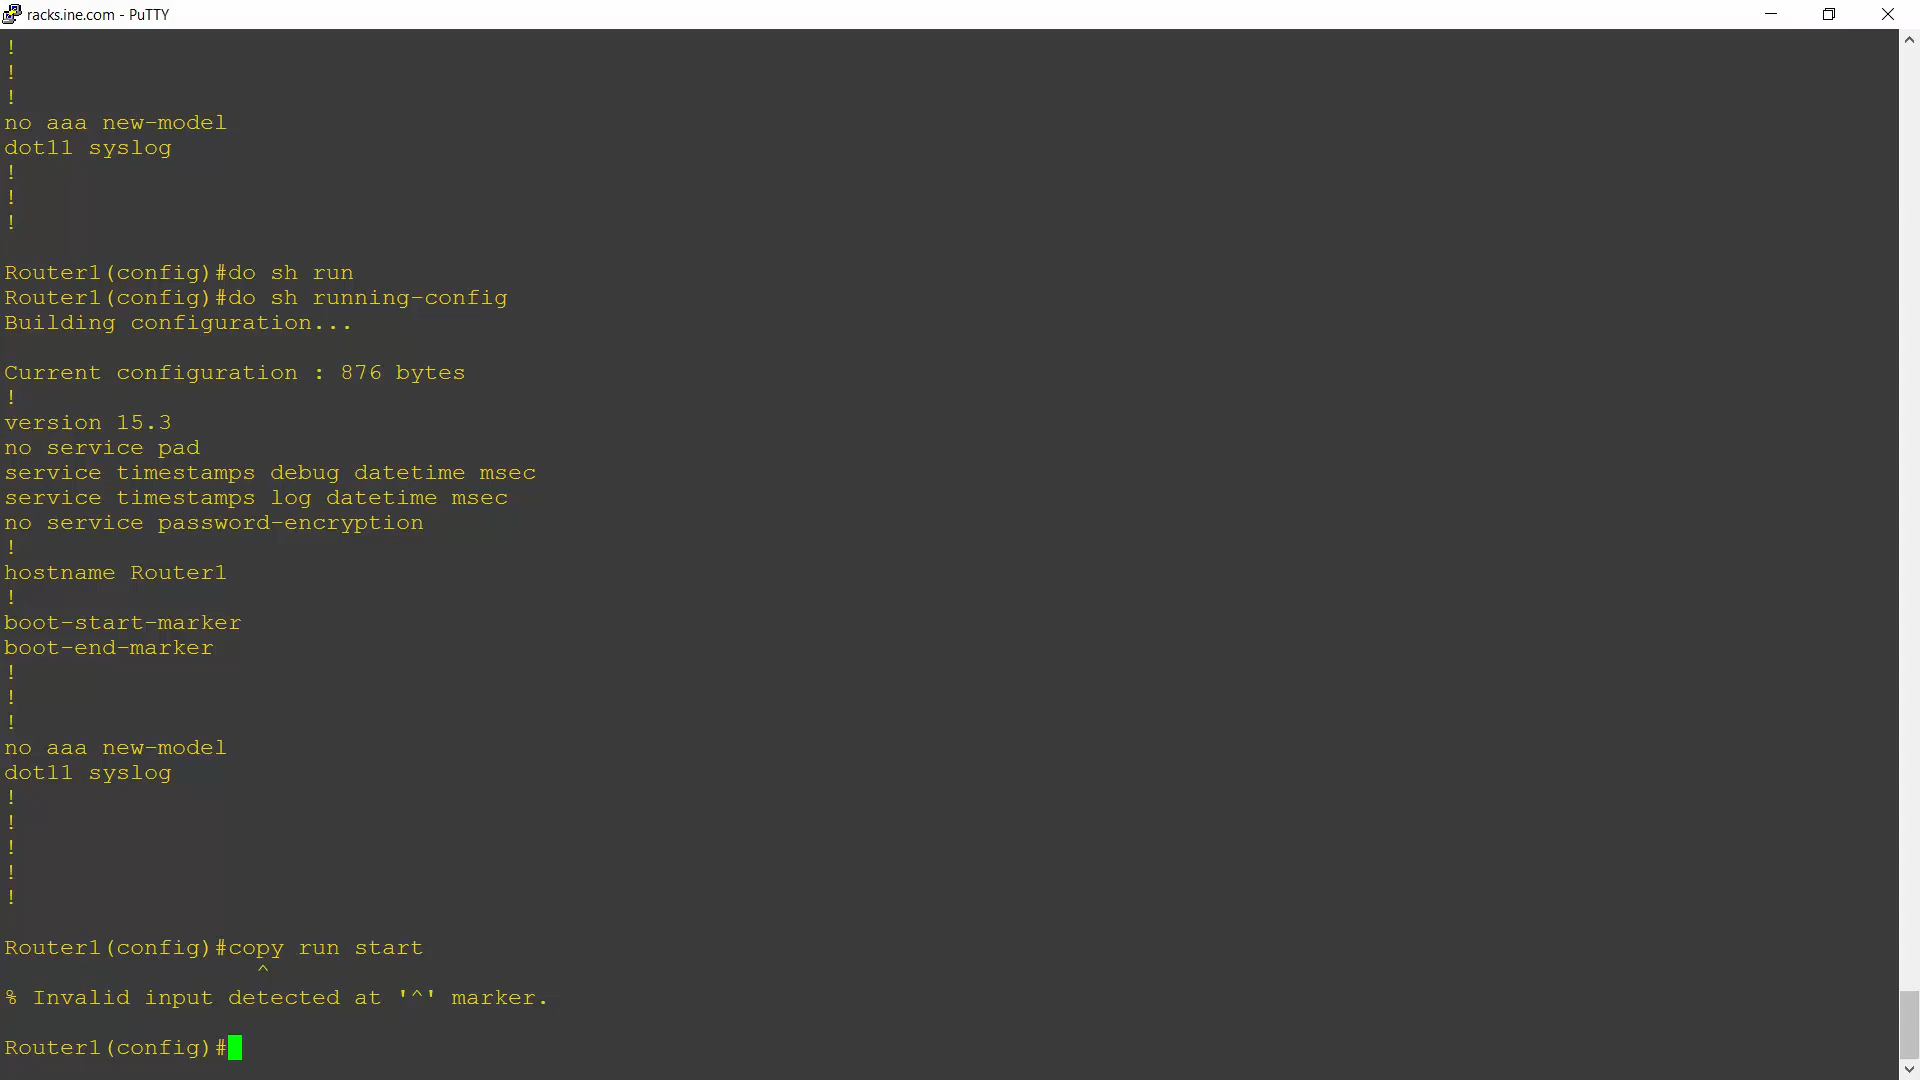 racks.ine.com - PuTTY
!
!
!
no aaa new-model
dot11 syslog
!
!
!
Router1(config)#do sh run
Router1(config)#do sh running-config
Building configuration...
Current configuration : 876 bytes
!
version 15.3
no service pad
service timestamps debug datetime msec
service timestamps log datetime msec
no service password-encryption
!
hostname Router1
!
boot-start-marker
boot-end-marker
!
!
!
no aaa new-model
dot11 syslog
!
!
!
!
!
Router1(config)#copy run start
^
% Invalid input detected at '^' marker.
Router1(config)#